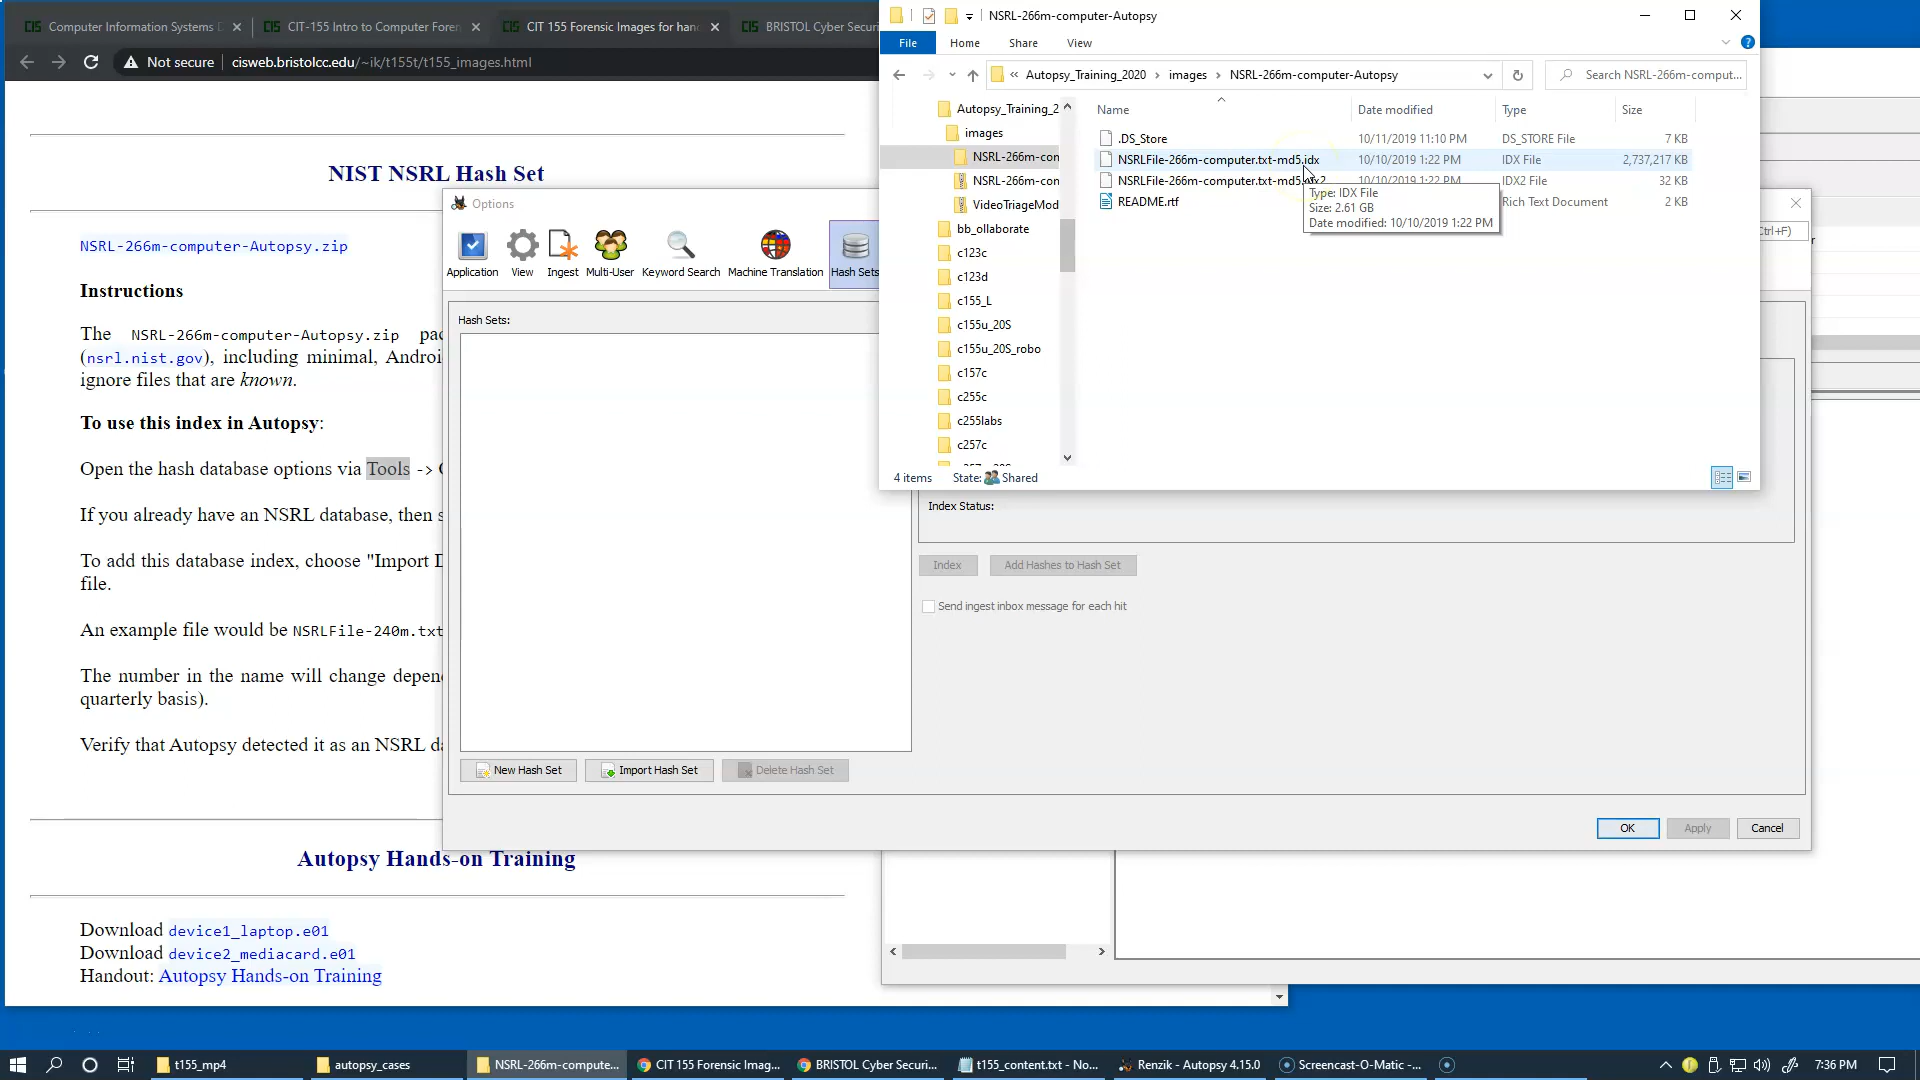 Computer Information Systems D
CIT-155 Intro to Computer Foren
CIT 155 Forensic Images for hand
BRISTOL Cyber Secur
Not secure
cisweb.bristolcc.edu/~ik/t155t/t155_images.html
NIST NSRL Hash Set
NSRL-266m-computer-Autopsy.zip
Instructions
The NSRL-266m-computer-Autopsy.zip pac
(nsrl.nist.gov), including minimal, Androi
ignore files that are known.
To use this index in Autopsy:
Open the hash database options via Tools ->
If you already have an NSRL database, then s
To add this database index, choose "Import D
file.
An example file would be NSRLFile-240m.txt
The number in the name will change depen
quarterly basis).
Verify that Autopsy detected it as an NSRL da
Autopsy Hands-on Training
Download device1_laptop.e01
Download device2_mediacard.e01
Handout: Autopsy Hands-on Training
NSRL-266m-computer-Autopsy
File
Home
Share
View
« Autopsy_Training_2020 › images › NSRL-266m-computer-Autopsy
Search NSRL-266m-comput...
Autopsy_Training_2
images
NSRL-266m-con
NSRL-266m-con
VideoTriageMod
bb_ollaborate
c123c
c123d
c155_L
c155u_20S
c155u_20S_robo
c157c
c255c
c255labs
c257c
Name Date modified Type Size
.DS_Store 10/11/2019 11:10 PM DS_STORE File 7 KB
NSRLFile-266m-computer.txt-md5.idx 10/10/2019 1:22 PM IDX File 2,737,217 KB
NSRLFile-266m-computer.txt-md5.idx2 10/10/2019 1:22 PM IDX2 File 32 KB
README.rtf Rich Text Document 2 KB
Type: IDX File
Size: 2.61 GB
Date modified: 10/10/2019 1:22 PM
4 items State: Shared
Options
Ctrl+F)
Application
View
Ingest
Multi-User
Keyword Search
Machine Translation
Hash Sets
Hash Sets:
Index Status:
Index
Add Hashes to Hash Set
Send ingest inbox message for each hit
New Hash Set
Import Hash Set
Delete Hash Set
OK
Apply
Cancel
t155_mp4
autopsy_cases
NSRL-266m-compute...
CIT 155 Forensic Imag...
BRISTOL Cyber Securi...
t155_content.txt - No...
Renzik - Autopsy 4.15.0
Screencast-O-Matic -...
7:36 PM